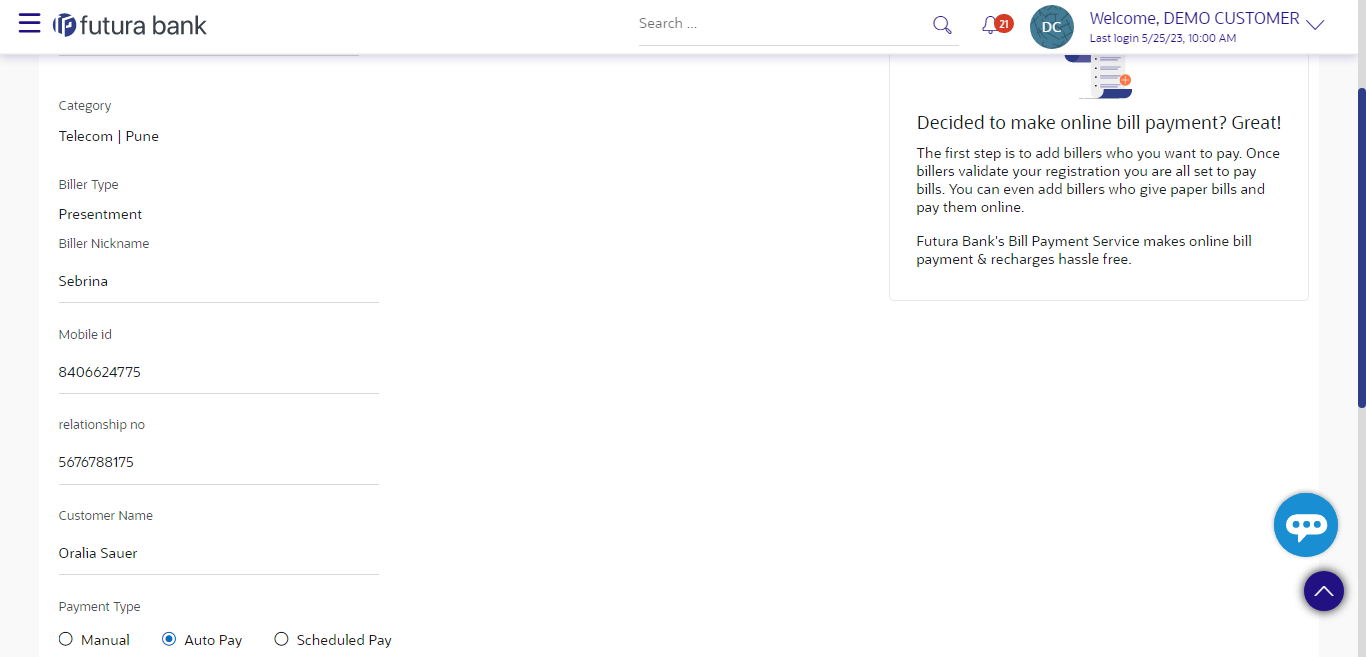 futura bank
Search ...
21
DC
Welcome, DEMO CUSTOMER
Last login 5/25/23, 10:00 AM
Category
Telecom | Pune
Biller Type
Presentment
Biller Nickname
Sebrina
Mobile id
8406624775
relationship no
5676788175
Customer Name
Oralia Sauer
Payment Type
Manual
Auto Pay
Scheduled Pay
Decided to make online bill payment? Great!
The first step is to add billers who you want to pay. Once
billers validate your registration you are all set to pay
bills. You can even add billers who give paper bills and
pay them online.
Futura Bank's Bill Payment Service makes online bill
payment & recharges hassle free.